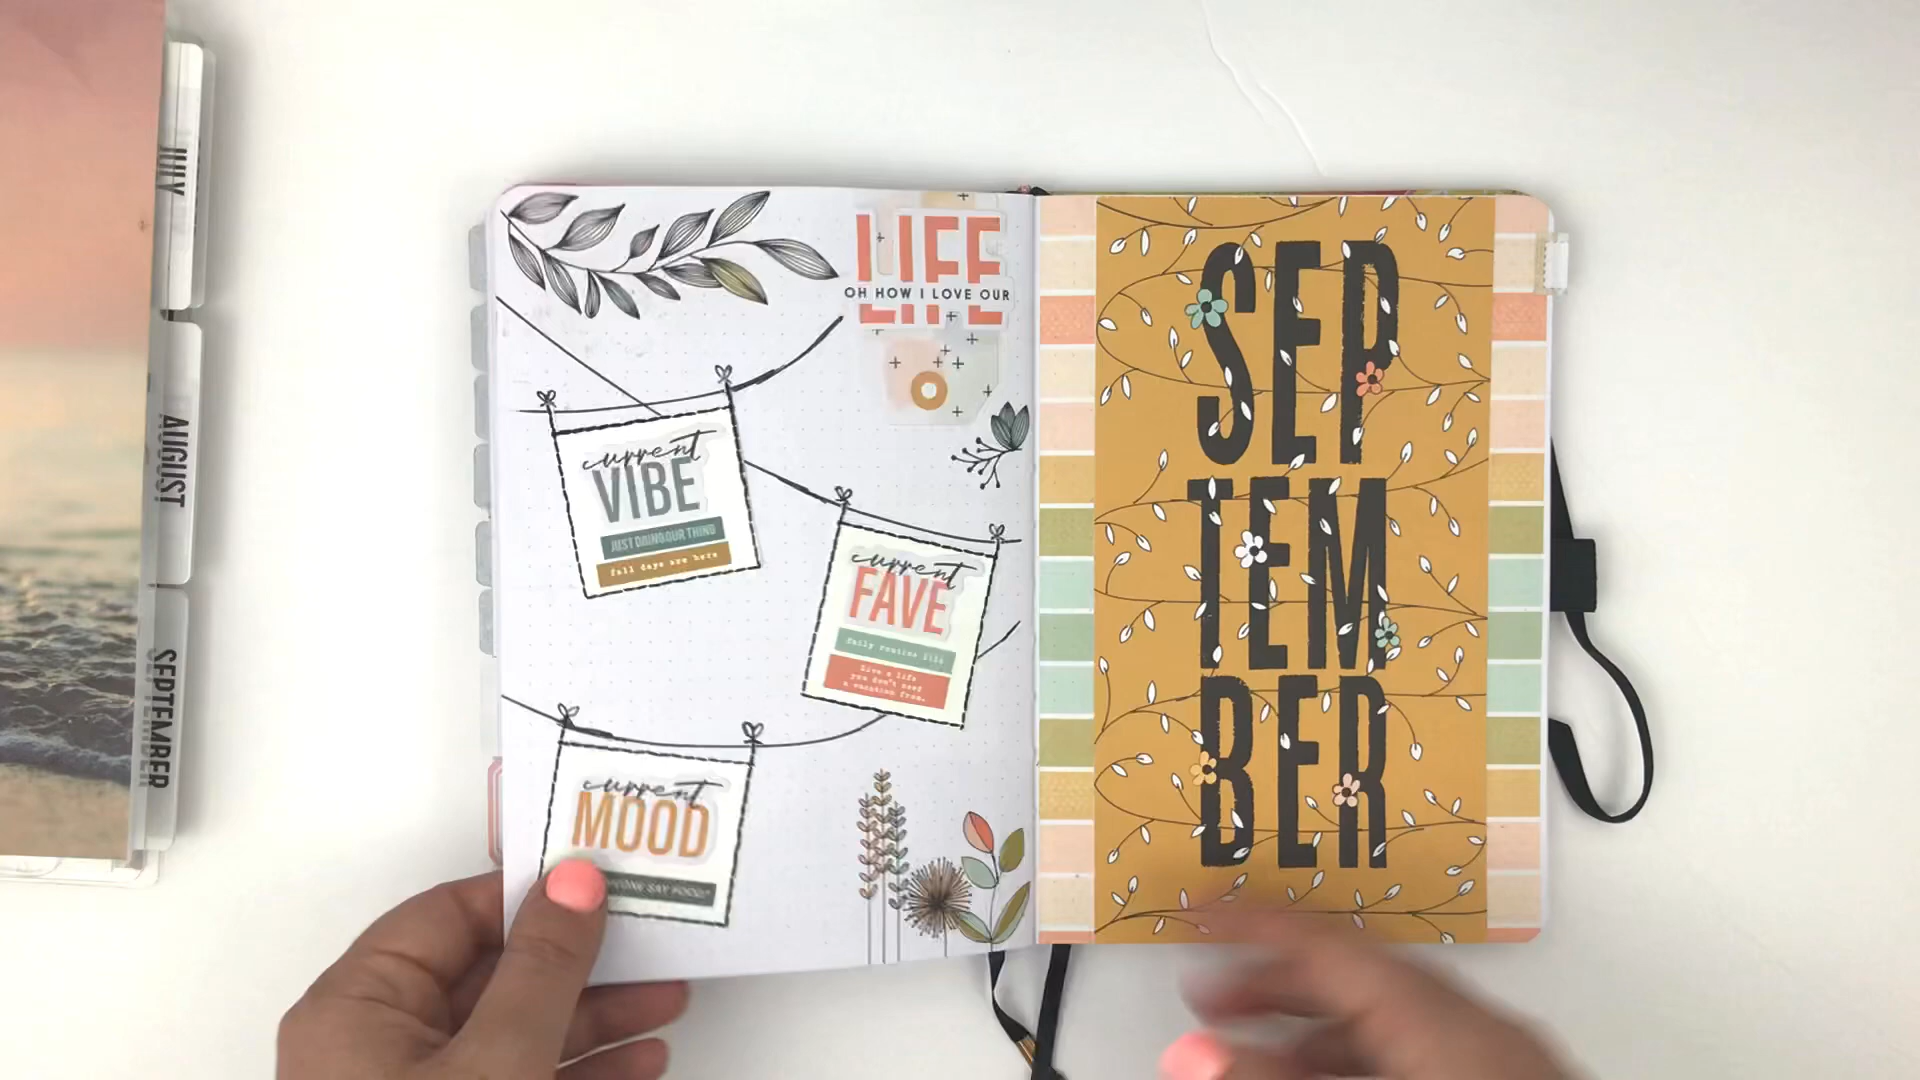 JULY
AUGUST
SEPTEMBER
LIFE
OH HOW I LOVE OUR
current
VIBE
JUST DOING OUR THING
fall days are here
current
FAVE
daily routine life
live a life
you don't need
a vacation from.
current
MOOD
SAY
SEP
TEM
BER